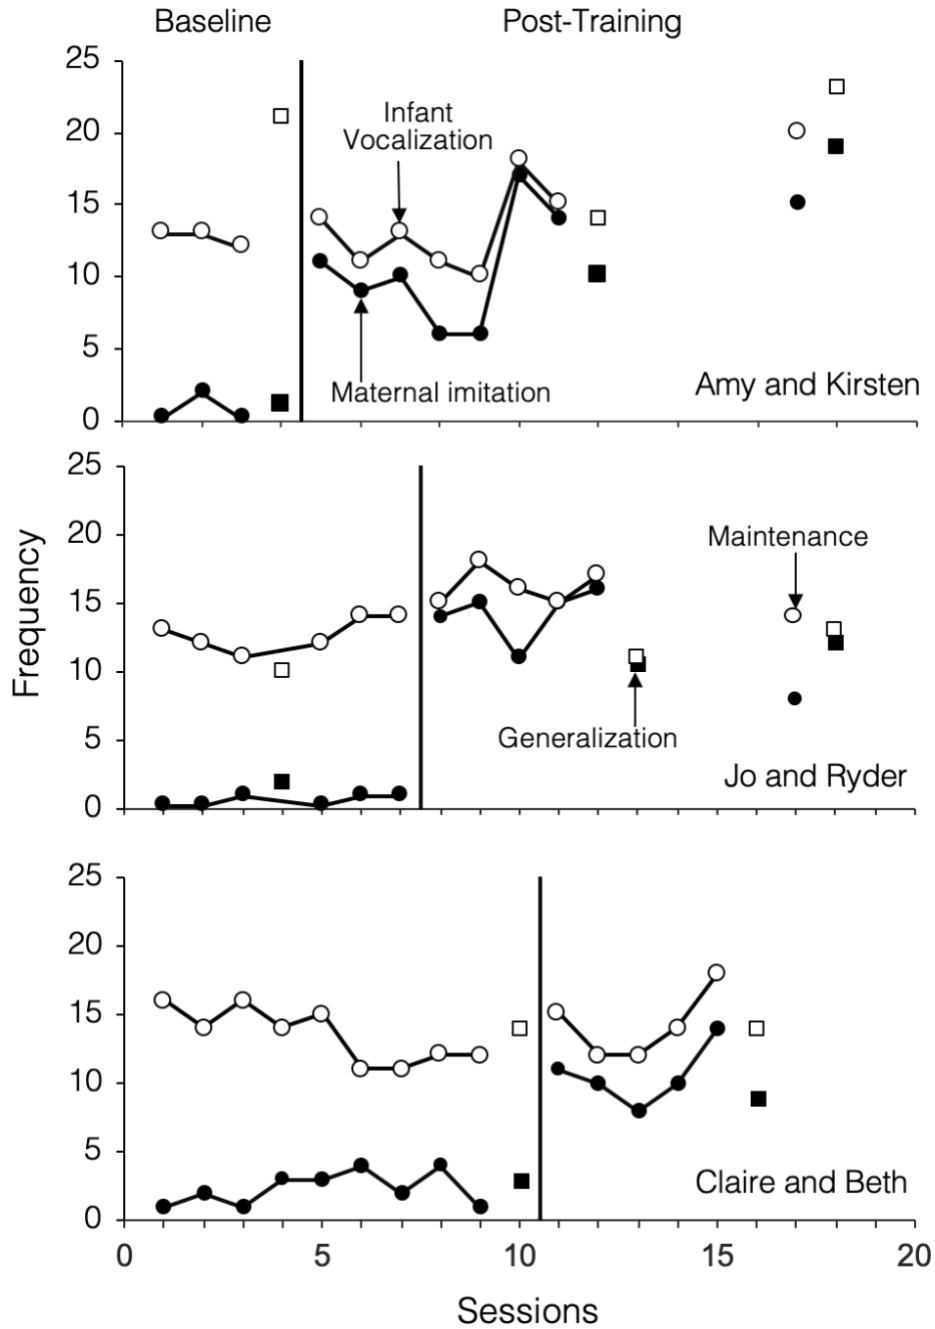 Baseline
Post-Training
25
20
15
10
5
0
Infant
Vocalization
Maternal imitation
Amy and Kirsten
Frequency
25
20
15
10
5
0
Maintenance
Generalization
Jo and Ryder
25
20
15
10
5
0
Claire and Beth
0 5 10 15 20
Sessions